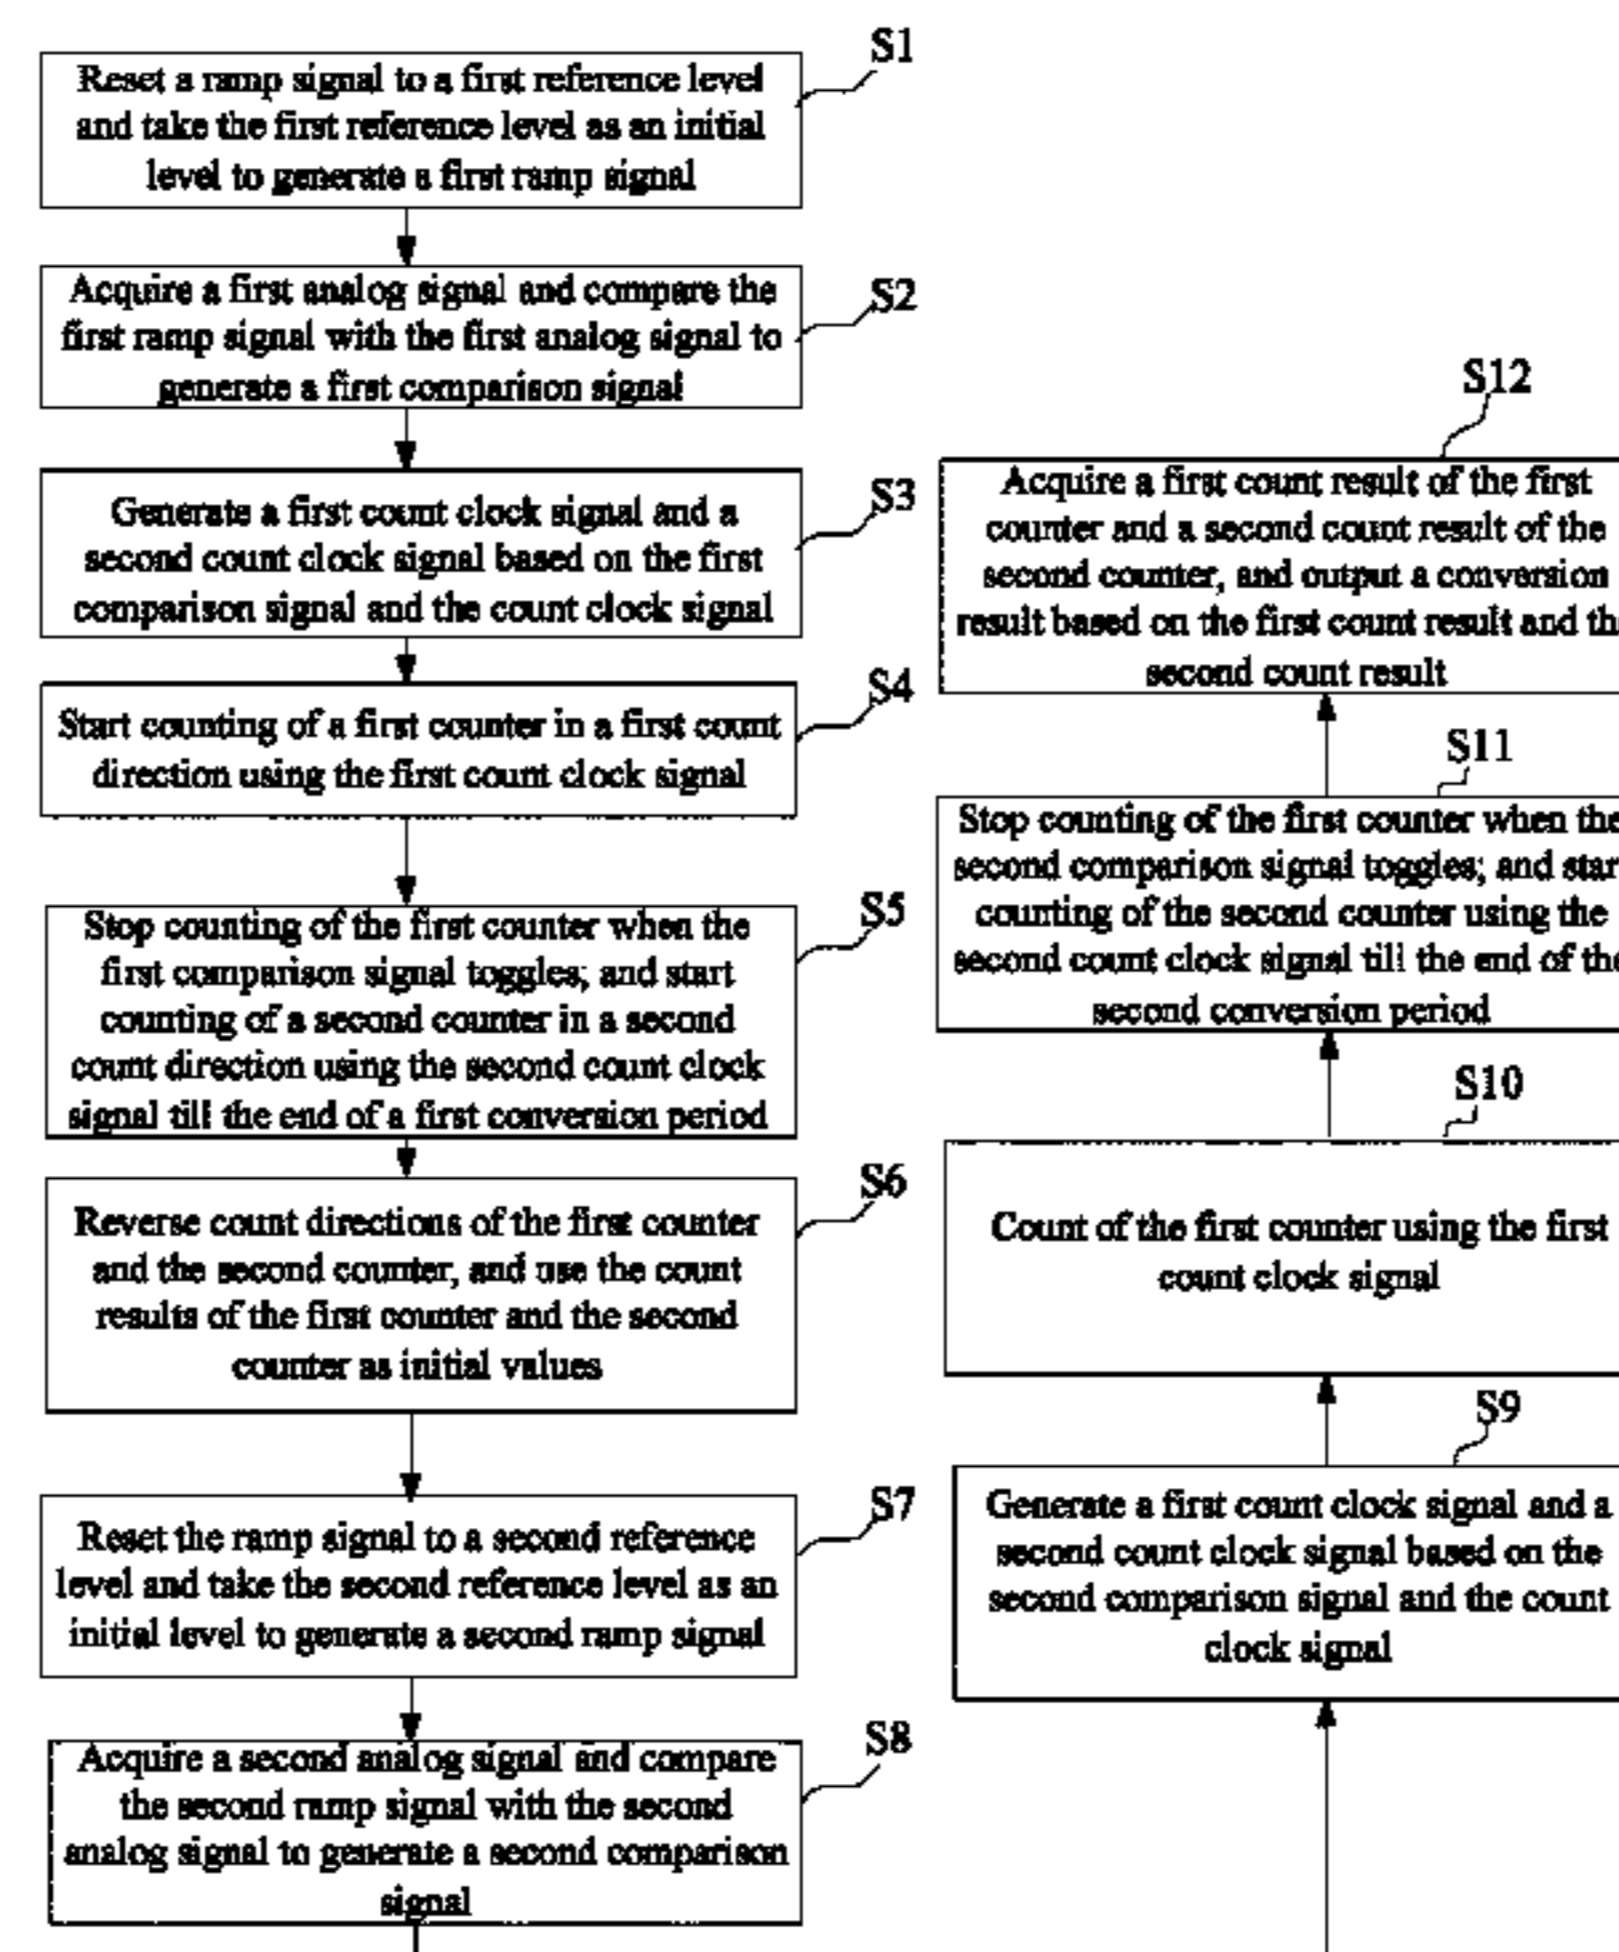 S1
Reset a ramp signal to a first reference level
and take the first reference level as an initial
level to generate a first ramp signal
S2
Acquire a first analog signal and compare the
first ramp signal with the first analog signal to
generate a first comparison signal
S3
Generate a first count clock signal and a
second count clock signal based on the first
comparison signal and the count clock signal
S4
Start counting of a first counter in a first count
direction using the first count clock signal
S5
Stop counting of the first counter when the
first comparison signal toggles; and start
counting of a second counter in a second
count direction using the second count clock
signal till the end of a first conversion period
S6
Reverse count directions of the first counter
and the second counter, and use the count
results of the first counter and the second
counter as initial values
S7
Reset the ramp signal to a second reference
level and take the second reference level as an
initial level to generate a second ramp signal
S8
Acquire a second analog signal and compare
the second ramp signal with the second
analog signal to generate a second comparison
signal
S9
Generate a first count clock signal and a
second count clock signal based on the
second comparison signal and the count
clock signal
S10
Count of the first counter using the first
count clock signal
S11
Stop counting of the first counter when the
second comparison signal toggles; and star
counting of the second counter using the
second count clock signal till the end of the
second conversion period
S12
Acquire a first count result of the first
counter and a second count result of the
second counter, and output a conversion
result based on the first count result and th
second count result